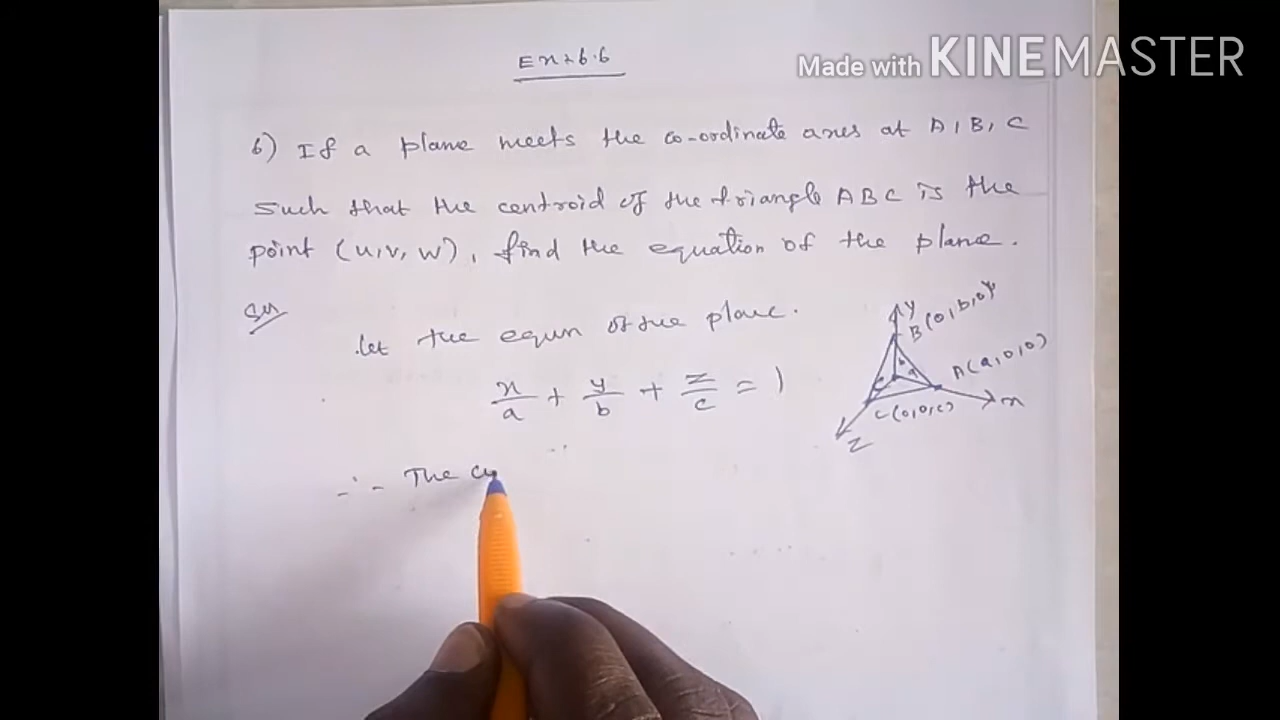 Made with KINEMASTER
Ex 6.6
6) If a plane meets the co-ordinate axes at A, B, C
such that the centroid of the triangle ABC is the
point (u, v, w), find the equation of the plane.
Let the equn of the plane.
x/a + y/b + z/c = 1
∴ The
y
B (0, b, 0)
A (a, 0, 0)
b
a
c
C (0, 0, c)
x
z